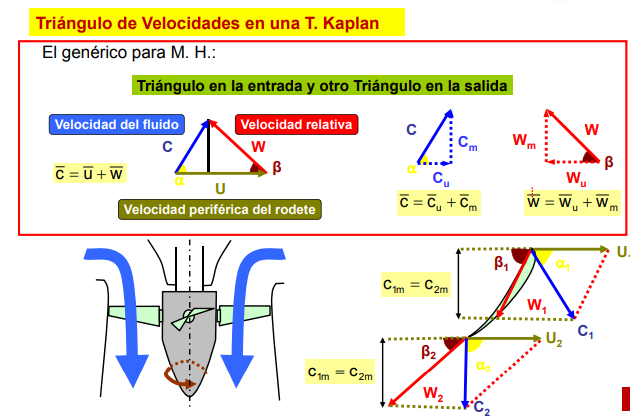 Triángulo de Velocidades en una T. Kaplan
El genérico para M. H.:
Triángulo en la entrada y otro Triángulo en la salida
Velocidad del fluido
Velocidad relativa
C
W
α
β
U
c̅ = u̅ + w̅
Velocidad periférica del rodete
C
Cₘ
α
Cᵤ
c̅ = c̅ᵤ + c̅ₘ
Wₘ
W
β
Wᵤ
w̅ = w̅ᵤ + w̅ₘ
β₁
α₁
U₁
c₁ₘ = c₂ₘ
W₁
C₁
β₂
α₂
U₂
c₁ₘ = c₂ₘ
W₂
C₂